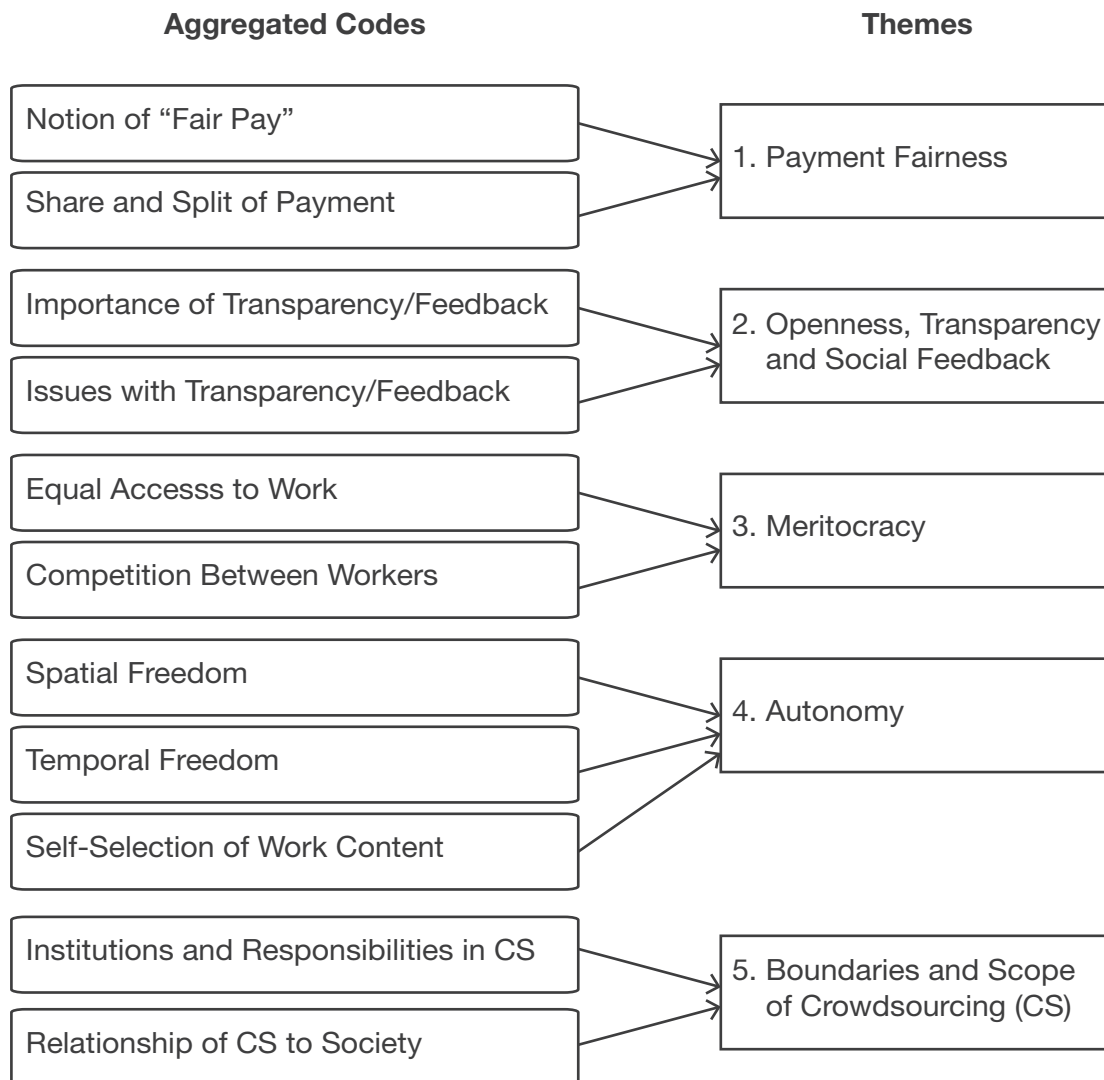 Aggregated Codes
Themes
Notion of “Fair Pay”
Share and Split of Payment
1. Payment Fairness
Importance of Transparency/Feedback
Issues with Transparency/Feedback
2. Openness, Transparency
and Social Feedback
Equal Accesss to Work
Competition Between Workers
3. Meritocracy
Spatial Freedom
Temporal Freedom
Self-Selection of Work Content
4. Autonomy
Institutions and Responsibilities in CS
Relationship of CS to Society
5. Boundaries and Scope
of Crowdsourcing (CS)